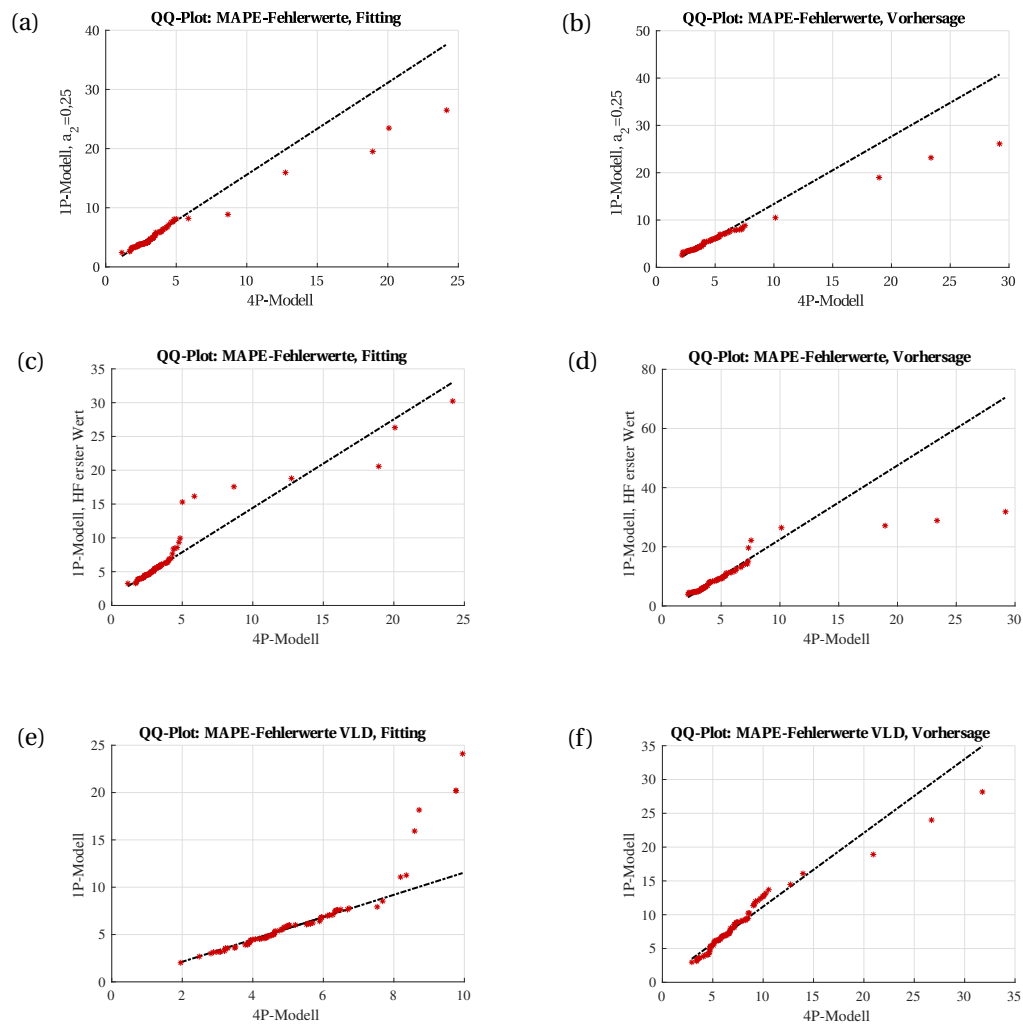 (a)
QQ-Plot: MAPE-Fehlerwerte, Fitting
40
30
20
10
0
1P-Modell, a₂=0,25
0 5 10 15 20 25
4P-Modell
(b)
QQ-Plot: MAPE-Fehlerwerte, Vorhersage
50
40
30
20
10
0
1P-Modell, a₂=0,25
0 5 10 15 20 25 30
4P-Modell
(c)
QQ-Plot: MAPE-Fehlerwerte, Fitting
35
30
25
20
15
10
5
0
1P-Modell, HF erster Wert
0 5 10 15 20 25
4P-Modell
(d)
QQ-Plot: MAPE-Fehlerwerte, Vorhersage
80
60
40
20
0
1P-Modell, HF erster Wert
0 5 10 15 20 25 30
4P-Modell
(e)
QQ-Plot: MAPE-Fehlerwerte VLD, Fitting
25
20
15
10
5
0
1P-Modell
0 2 4 6 8 10
4P-Modell
(f)
QQ-Plot: MAPE-Fehlerwerte VLD, Vorhersage
35
30
25
20
15
10
5
0
1P-Modell
0 5 10 15 20 25 30 35
4P-Modell